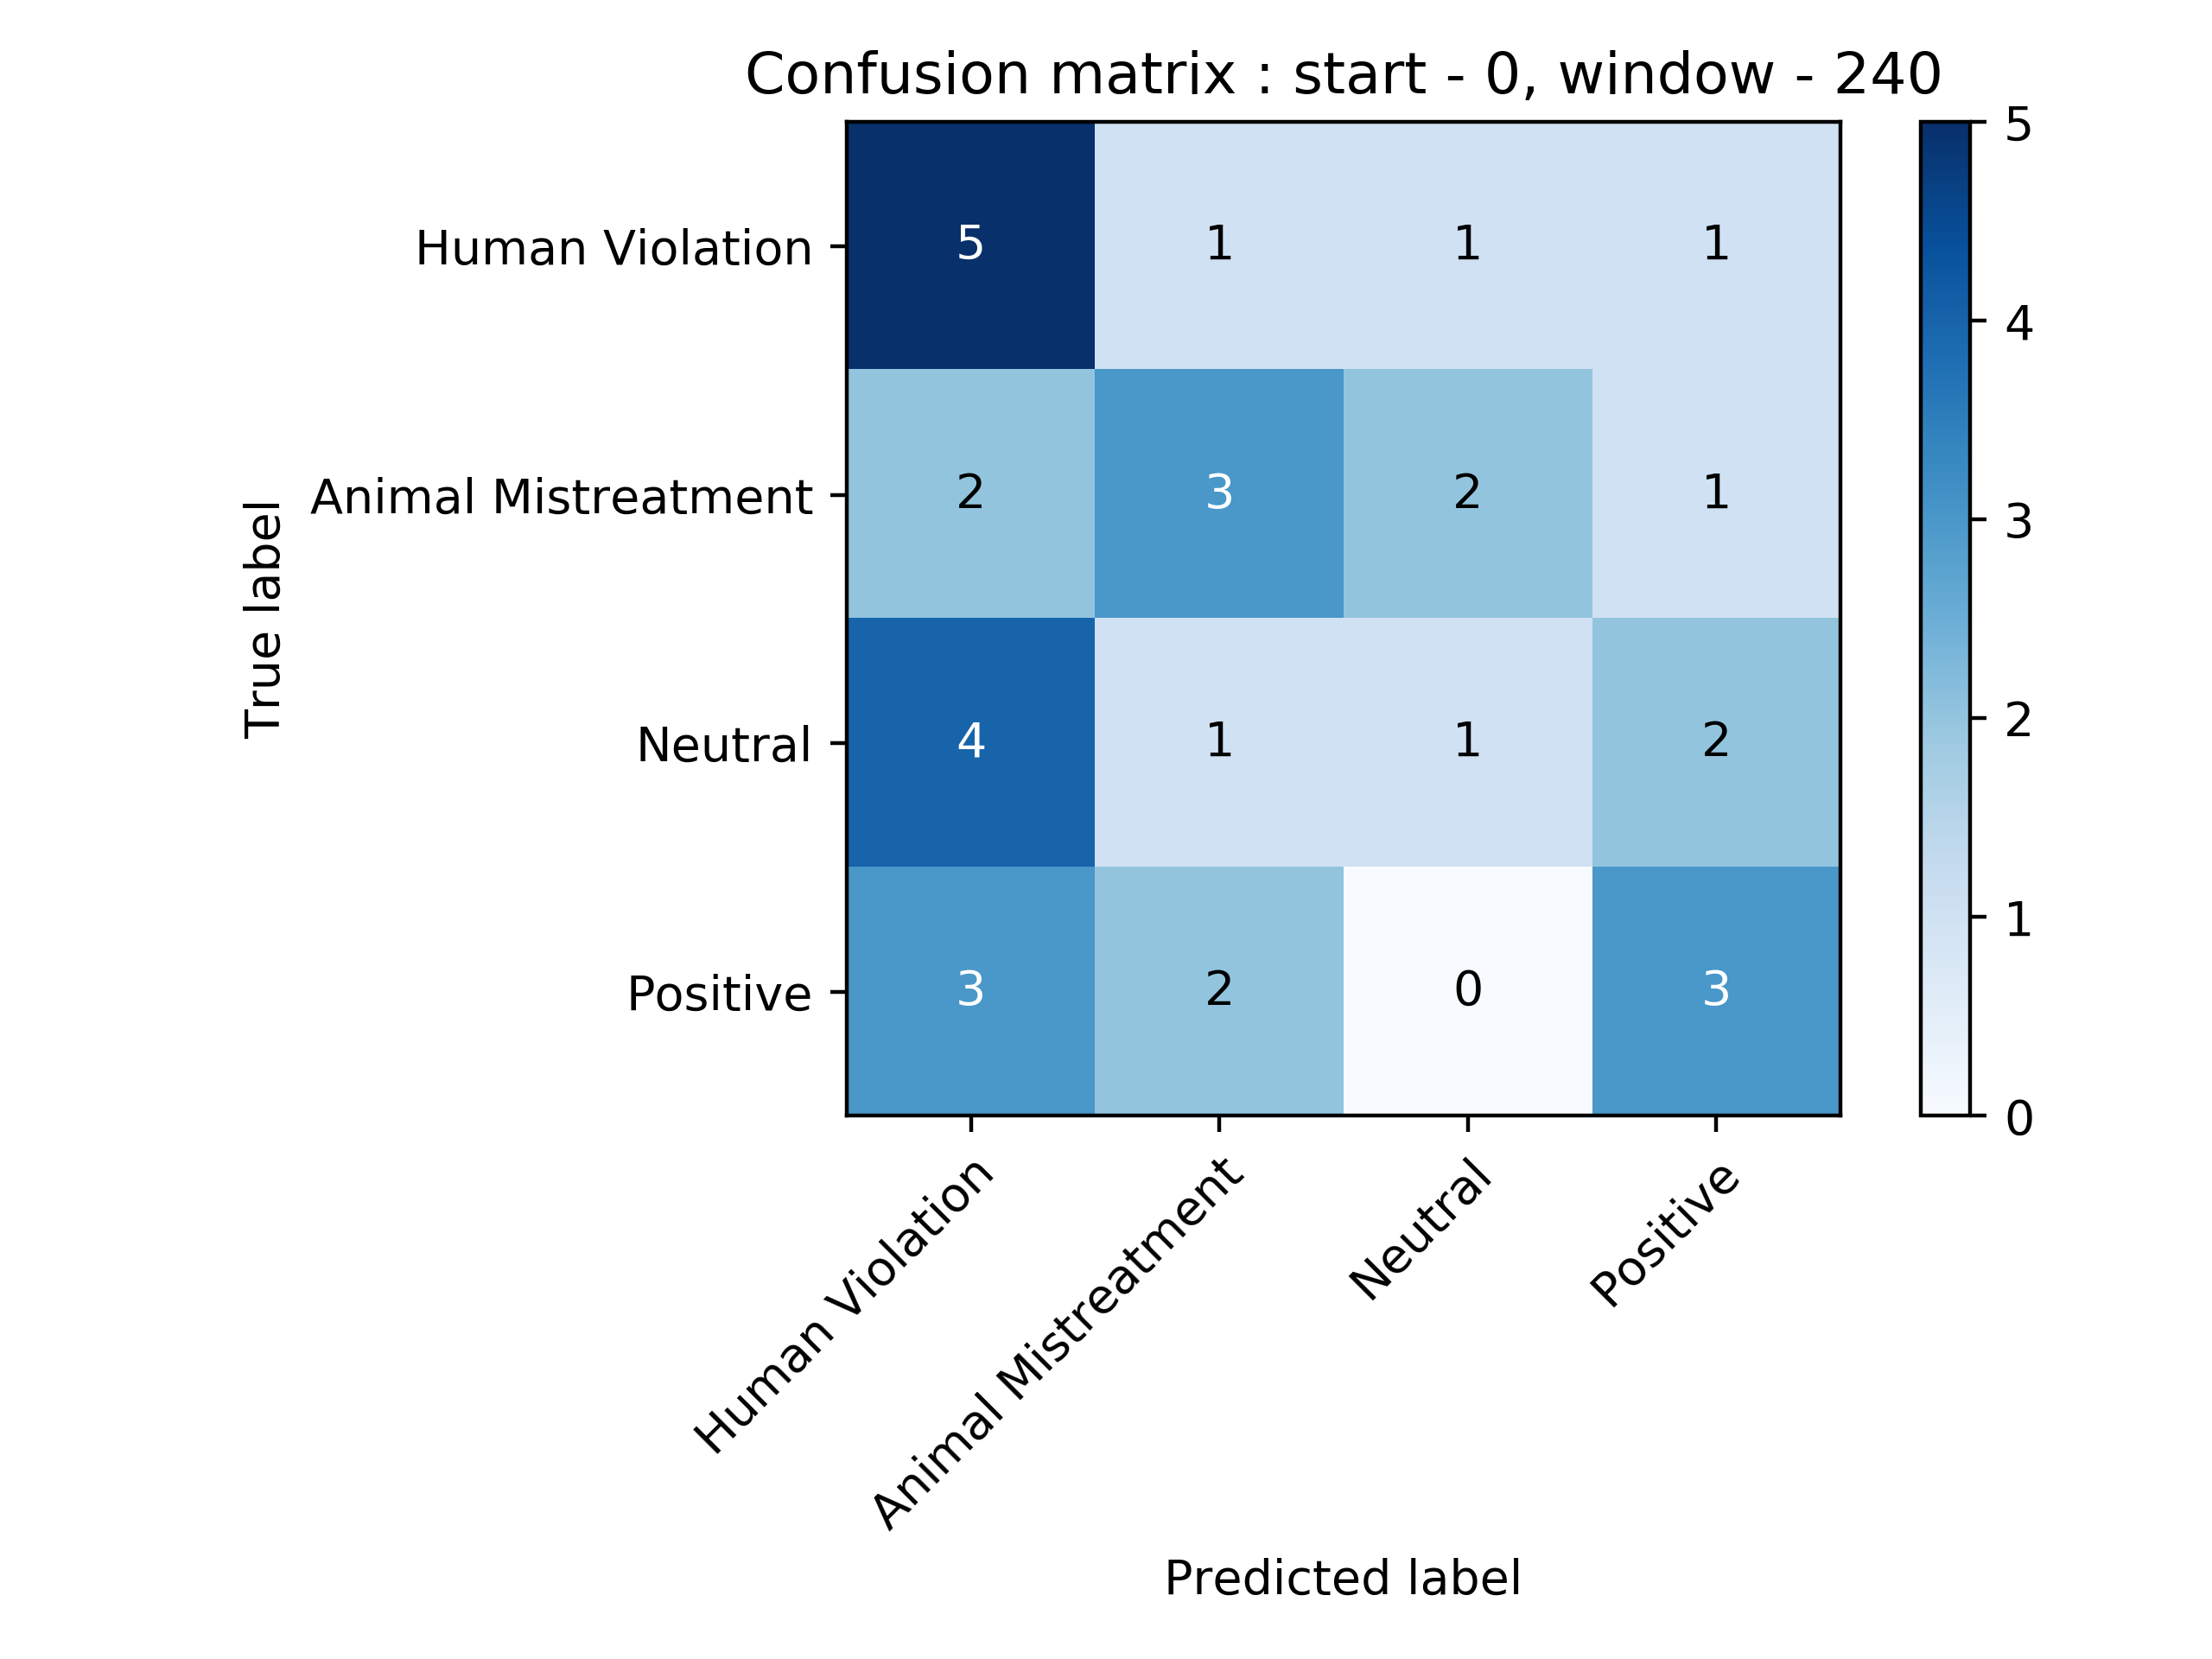 Confusion matrix : start - 0, window - 240
True label
Human Violation
Animal Mistreatment
Neutral
Positive
5 1 1 1
2 3 2 1
4 1 1 2
3 2 0 3
5
4
3
2
1
0
Human Violation
Animal Mistreatment
Neutral
Positive
Predicted label